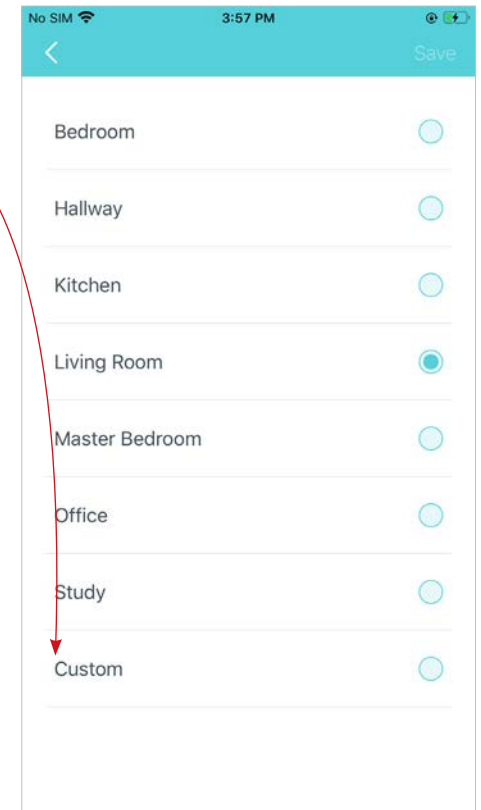 No SIM 3:57 PM
Save
Bedroom
Hallway
Kitchen
Living Room
Master Bedroom
Office
Study
Custom